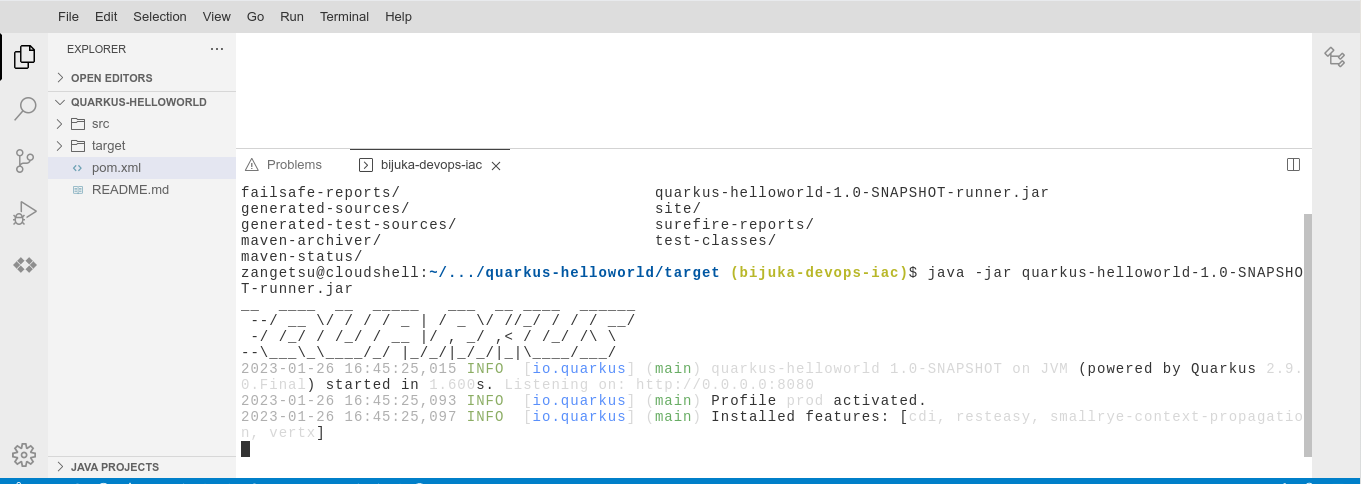 File Edit Selection View Go Run Terminal Help
EXPLORER
OPEN EDITORS
QUARKUS-HELLOWORLD
src
target
pom.xml
README.md
JAVA PROJECTS
Problems bijuka-devops-iac
failsafe-reports/ quarkus-helloworld-1.0-SNAPSHOT-runner.jar
generated-sources/ site/
generated-test-sources/ surefire-reports/
maven-archiver/ test-classes/
maven-status/
zangetsu@cloudshell:~/.../quarkus-helloworld/target (bijuka-devops-iac)$ java -jar quarkus-helloworld-1.0-SNAPSHO
T-runner.jar
__  ____  __  _____   ___  __ ____  ______
 --/ __ \/ / / / _ | / _ \/ //_/ / / / __/
 -/ /_/ / /_/ / __ |/ , _/ ,< / /_/ /\ \
--\___\_\____/_/ |_/_/|_/_/|_|\____/___/
2023-01-26 16:45:25,015 INFO  [io.quarkus] (main) quarkus-helloworld 1.0-SNAPSHOT on JVM (powered by Quarkus 2.9.
0.Final) started in 1.600s. Listening on: http://0.0.0.0:8080
2023-01-26 16:45:25,093 INFO  [io.quarkus] (main) Profile prod activated.
2023-01-26 16:45:25,097 INFO  [io.quarkus] (main) Installed features: [cdi, resteasy, smallrye-context-propagatio
n, vertx]